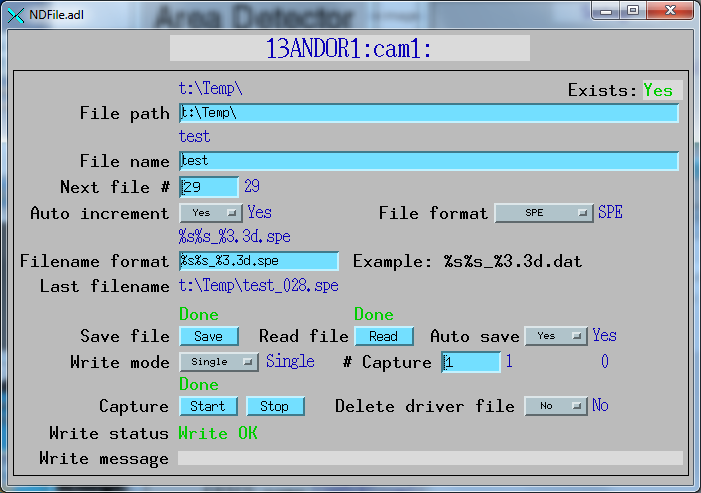 Area Detector
NDFile.adl
13ANDOR1:cam1:
t:\Temp\ Exists: Yes
File path t:\Temp\
test
File name test
Next file # 29 29
Auto increment Yes Yes File format SPE SPE
%s%s_%3.3d.spe
Filename format %s%s_%3.3d.spe Example: %s%s_%3.3d.dat
Last filename t:\Temp\test_028.spe
Done Done
Save file Save Read file Read Auto save Yes Yes
Write mode Single Single # Capture 1 1 0
Done
Capture Start Stop Delete driver file No No
Write status Write OK
Write message